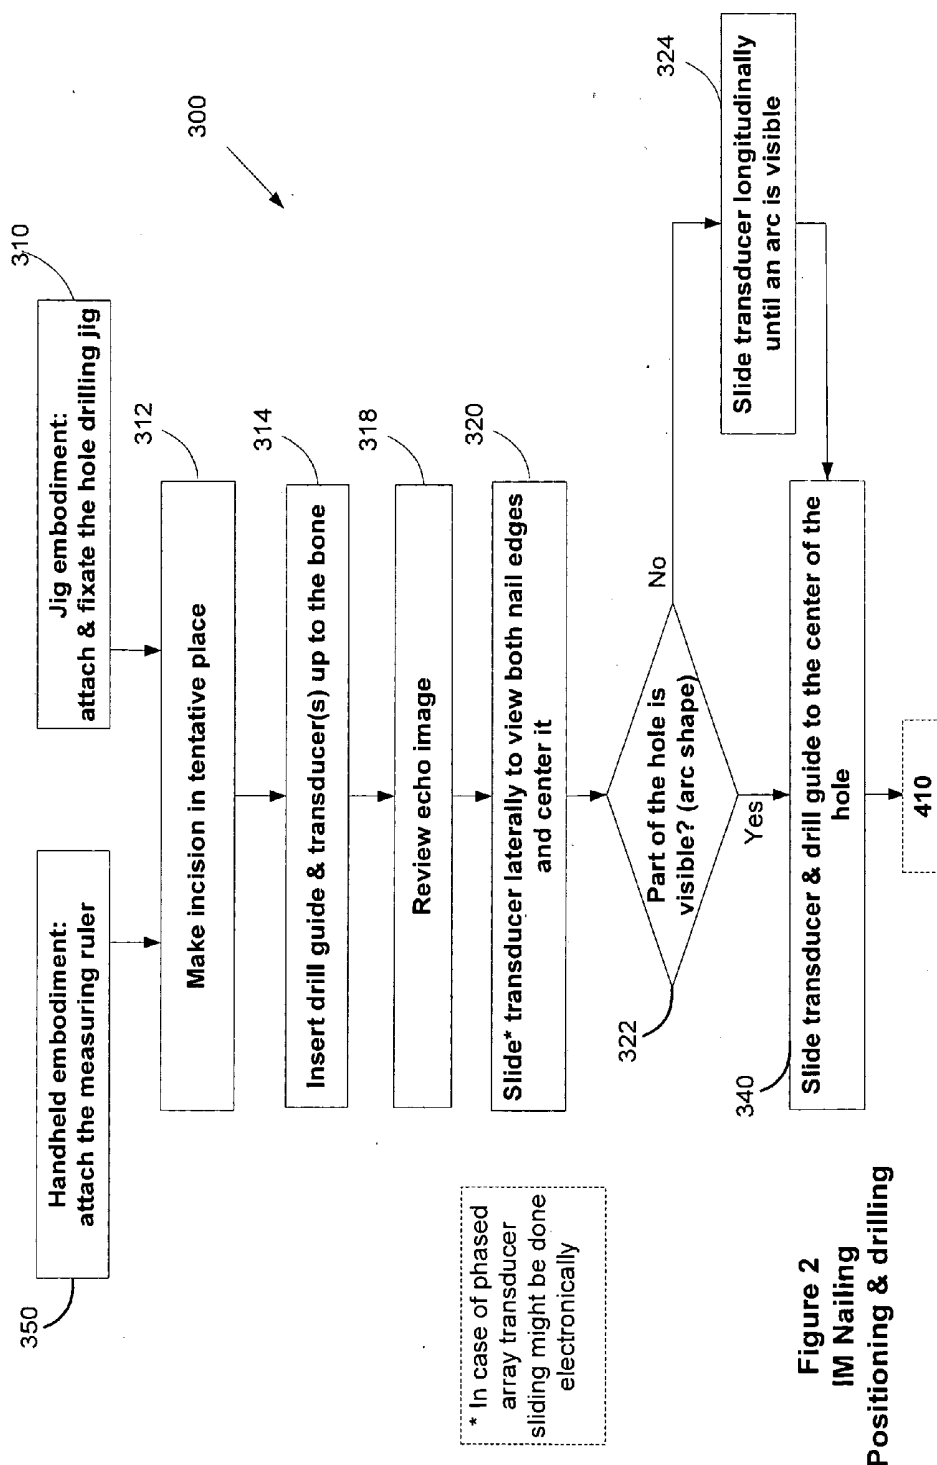 300
310
Jig embodiment:
attach & fixate the hole drilling jig
350
Handheld embodiment:
attach the measuring ruler
312
Make incision in tentative place
314
Insert drill guide & transducer(s) up to the bone
318
Review echo image
320
Slide* transducer laterally to view both nail edges
and center it
322
Part of the hole is
visible? (arc shape)
No
Yes
324
Slide transducer longitudinally
until an arc is visible
340
Slide transducer & drill guide to the center of the
hole
410
* In case of phased
array transducer
sliding might be done
electronically
Figure 2
IM Nailing
Positioning & drilling